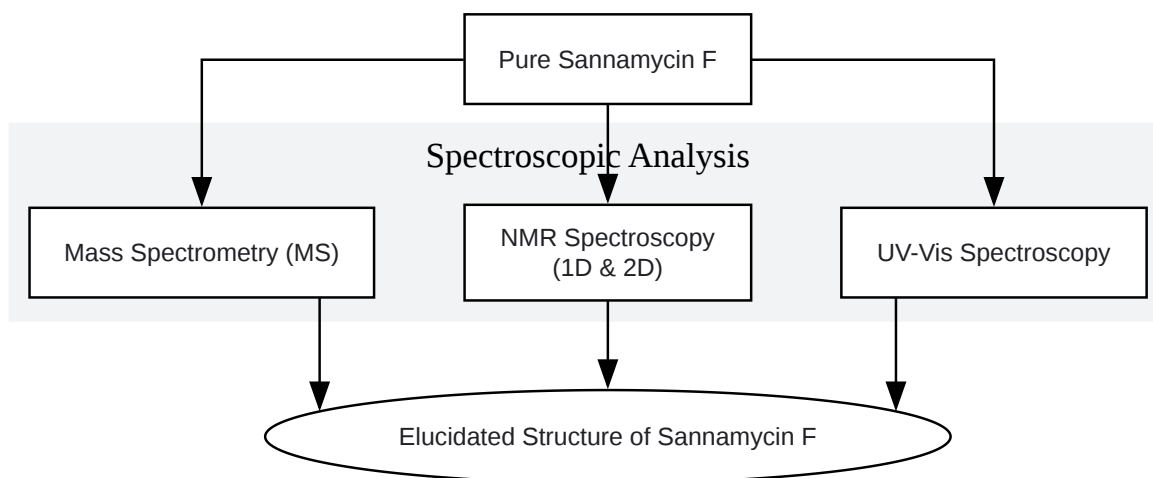 Pure Sannamycin F
Spectroscopic Analysis
Mass Spectrometry (MS)
NMR Spectroscopy
(1D & 2D)
UV-Vis Spectroscopy
Elucidated Structure of Sannamycin F